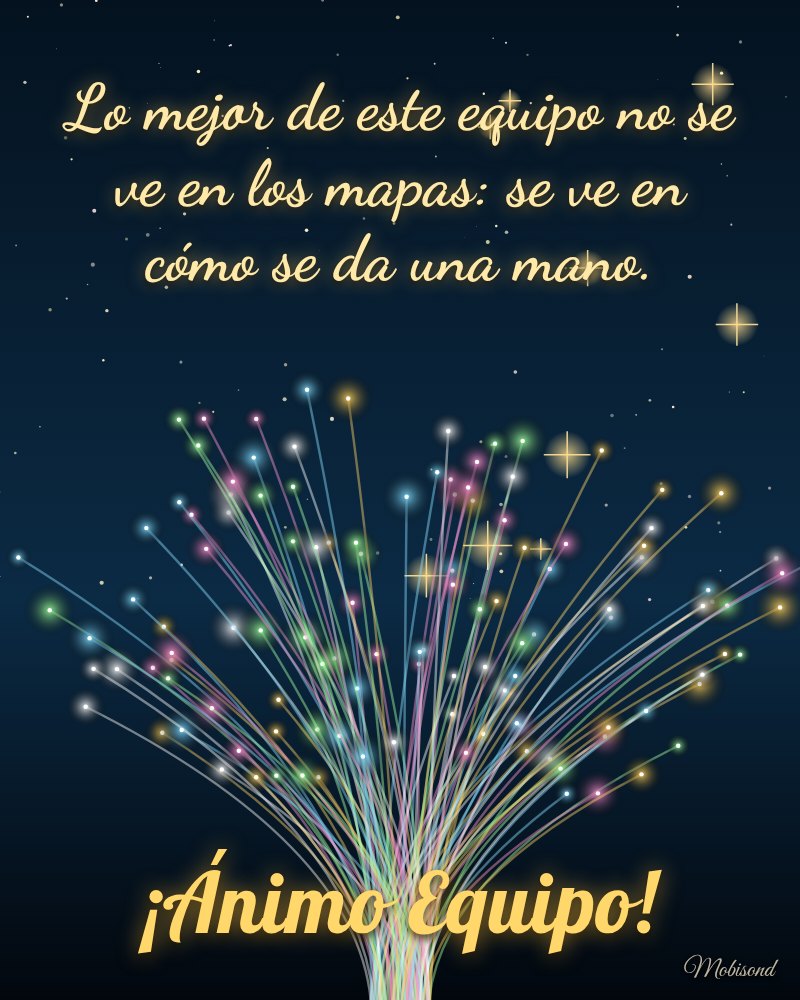 Lo mejor de este equipo no se
ve en los mapas: se ve en
cómo se da una mano.
¡Ánimo Equipo!
Mobisond